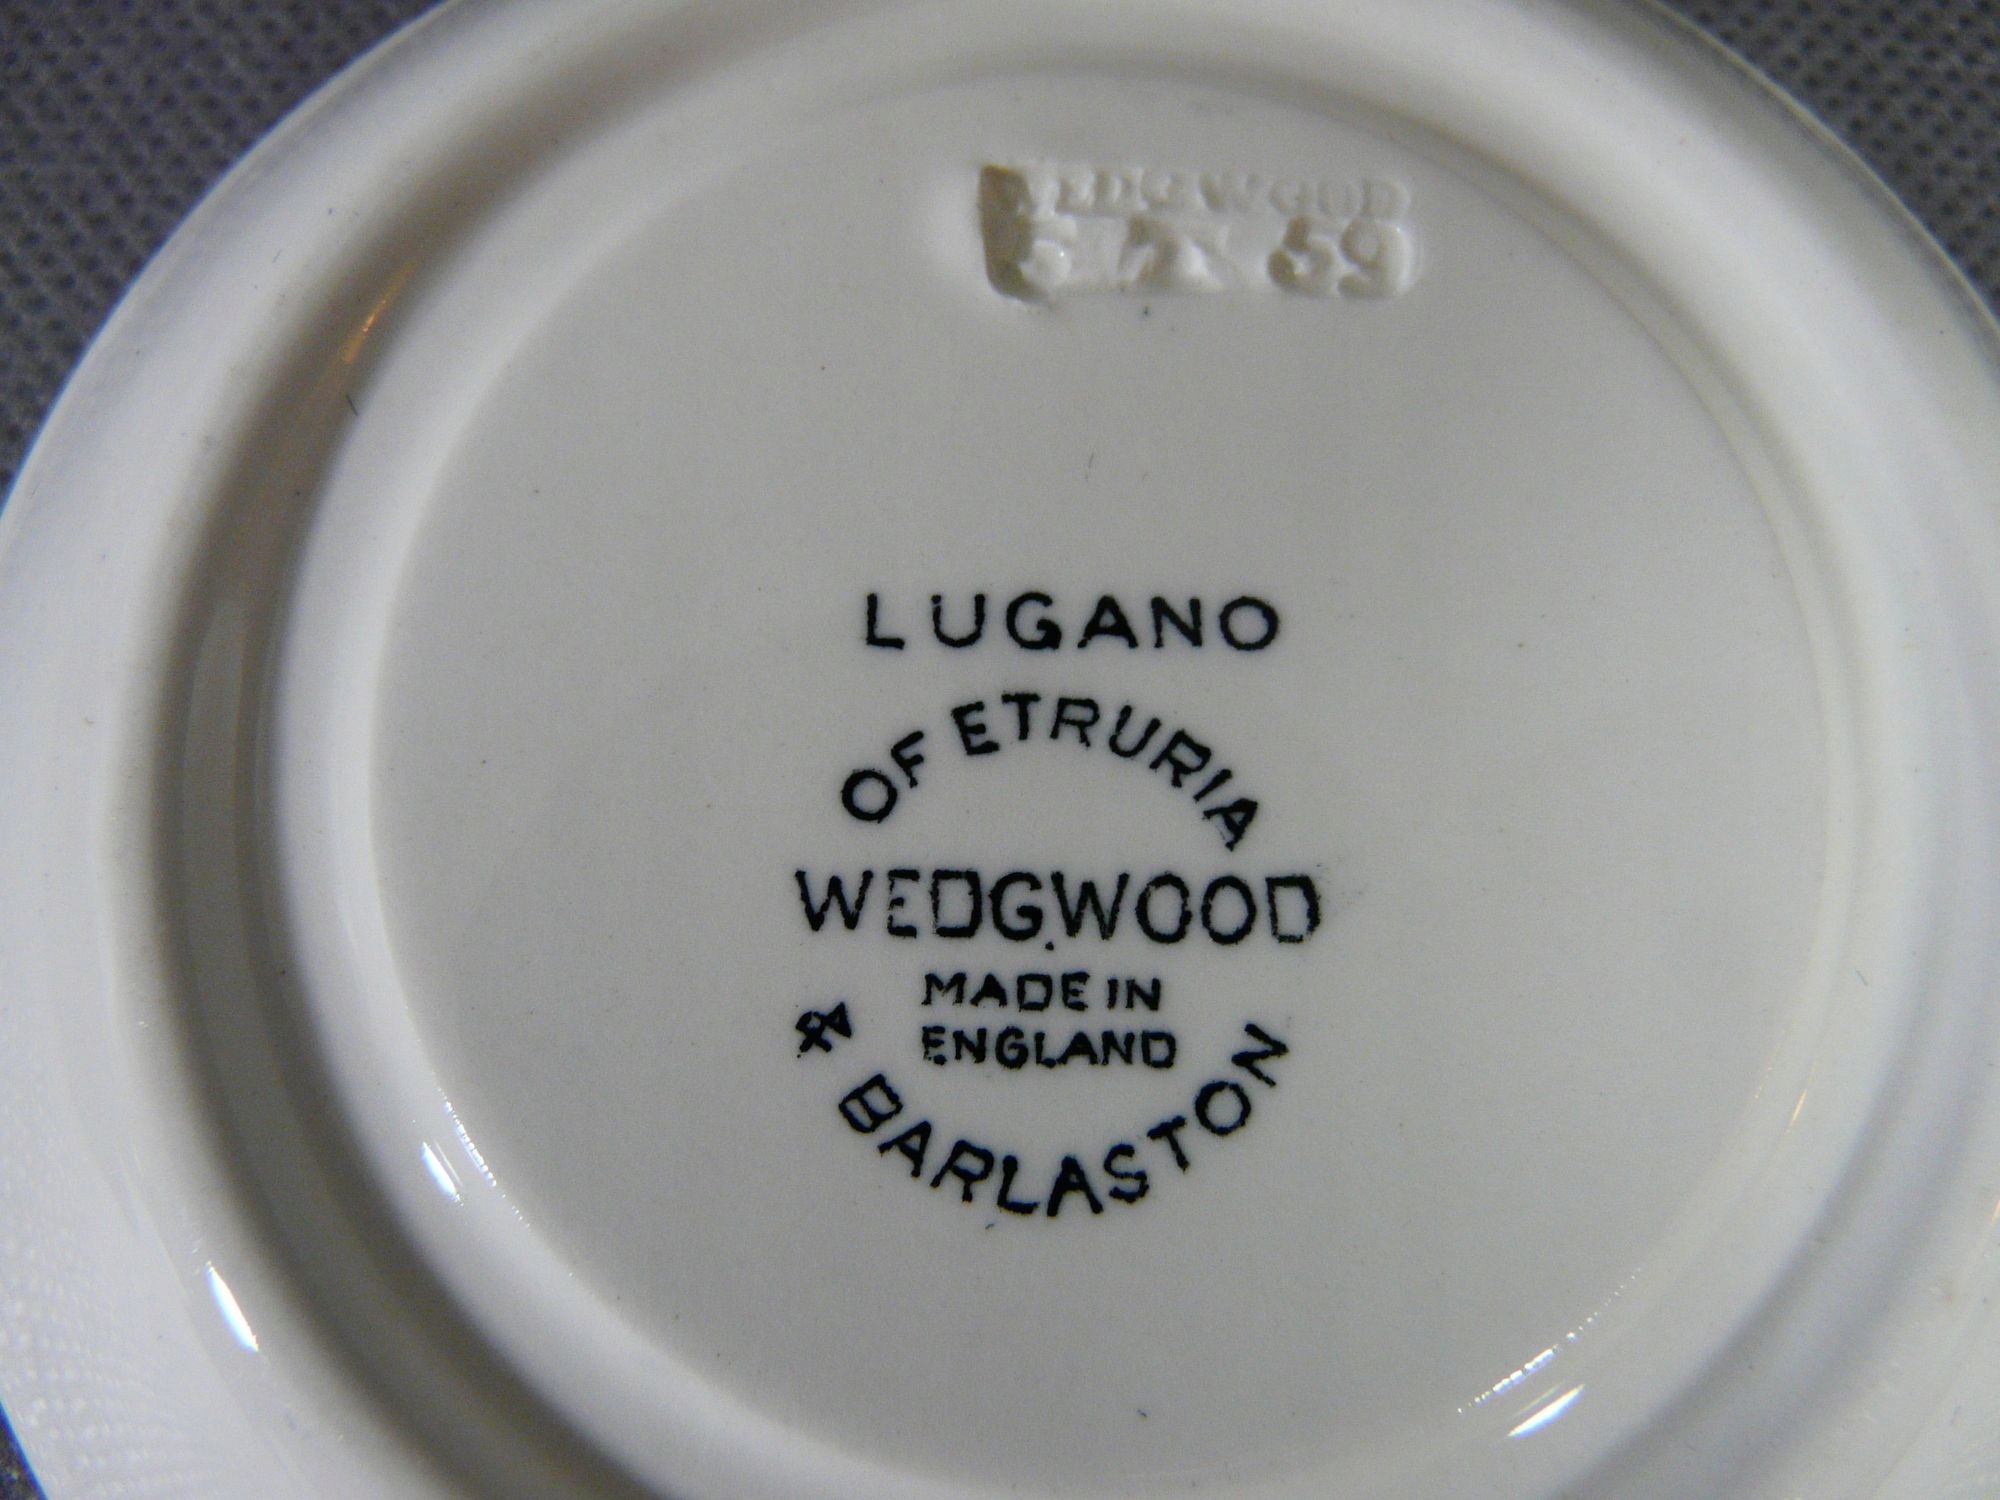 WEDGWOOD
59
LUGANO
OF ETRURIA
WEDGWOOD
MADE IN
ENGLAND
& BARLASTON